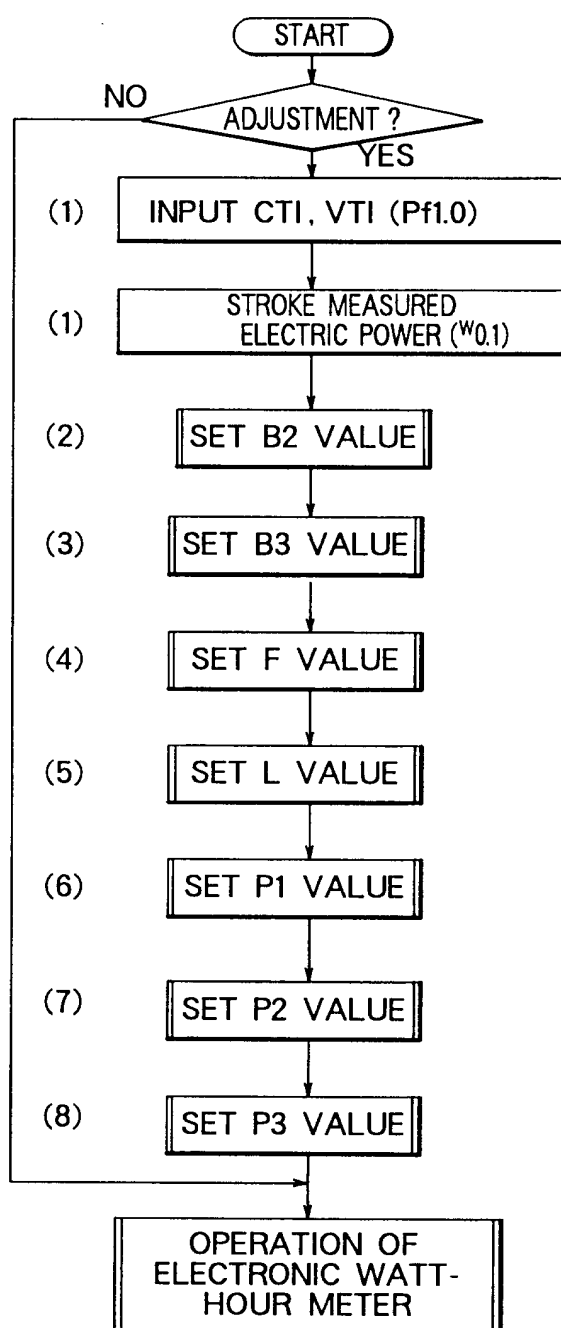 START
ADJUSTMENT ?
NO
YES
(1) INPUT CTI, VTI (Pf1.0)
(1) STROKE MEASURED
ELECTRIC POWER (W0.1)
(2) SET B2 VALUE
(3) SET B3 VALUE
(4) SET F VALUE
(5) SET L VALUE
(6) SET P1 VALUE
(7) SET P2 VALUE
(8) SET P3 VALUE
OPERATION OF
ELECTRONIC WATT-
HOUR METER